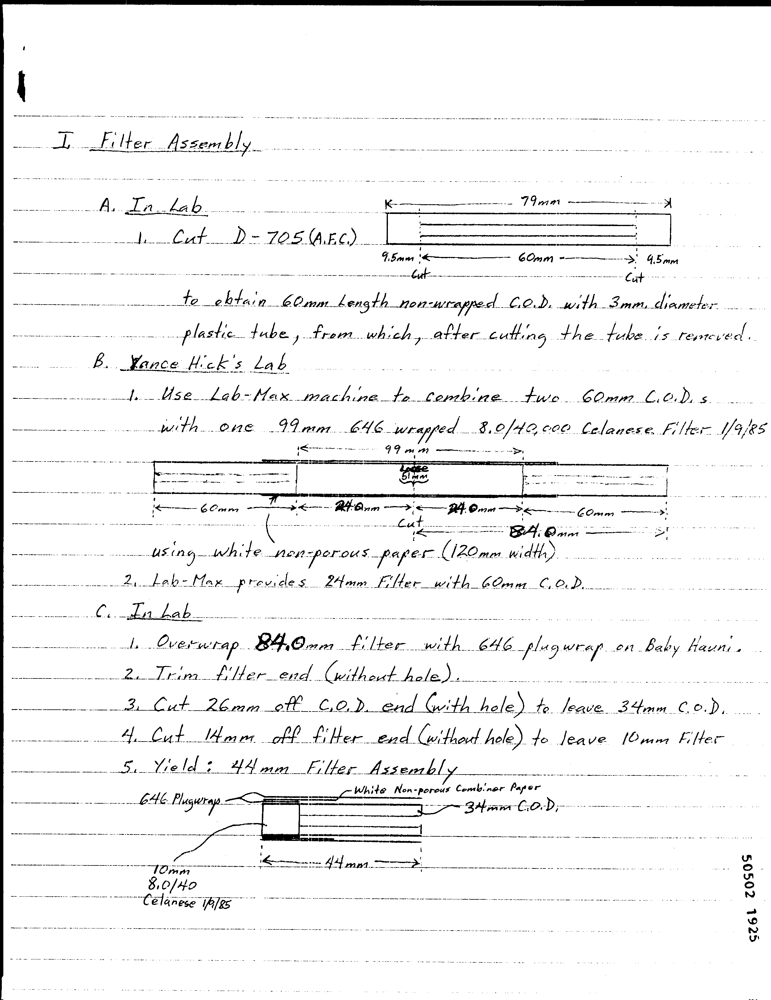 I Filter Assembly
A. In Lab
79mm
1. Cut D-705 (A.F.C.)
9.5mm 60mm 9.5mm
Cut Cut
to obtain 60mm Length non-wrapped C.O.D. with 3mm. diameter
plastic tube, from which, after cutting the tube is removed.
B. Vance Hick's Lab
1. Use Lab-Max machine to combine two 60mm C.O.D.s
with one 99mm 646 wrapped 8.0/40,000 Celanese Filter 1/9/85
99mm
51mm
60mm 24.0mm 24.0mm 60mm
Cut
84.0mm
using white non-porous paper (120mm width)
2. Lab-Max provides 24mm Filter with 60mm C.O.D.
C. In Lab
1. Overwrap 84.0mm filter with 646 plugwrap on Baby Hauni.
2. Trim filter end (without hole).
3. Cut 26mm off C.O.D. end (with hole) to leave 34mm C.O.D.
4. Cut 14mm off filter end (without hole) to leave 10mm Filter
5. Yield: 44mm Filter Assembly
White Non-porous Combiner Paper
646 Plugwrap
34mm C.O.D.
44mm
10mm
8.0/40
Celanese 1/9/85
50502 1925